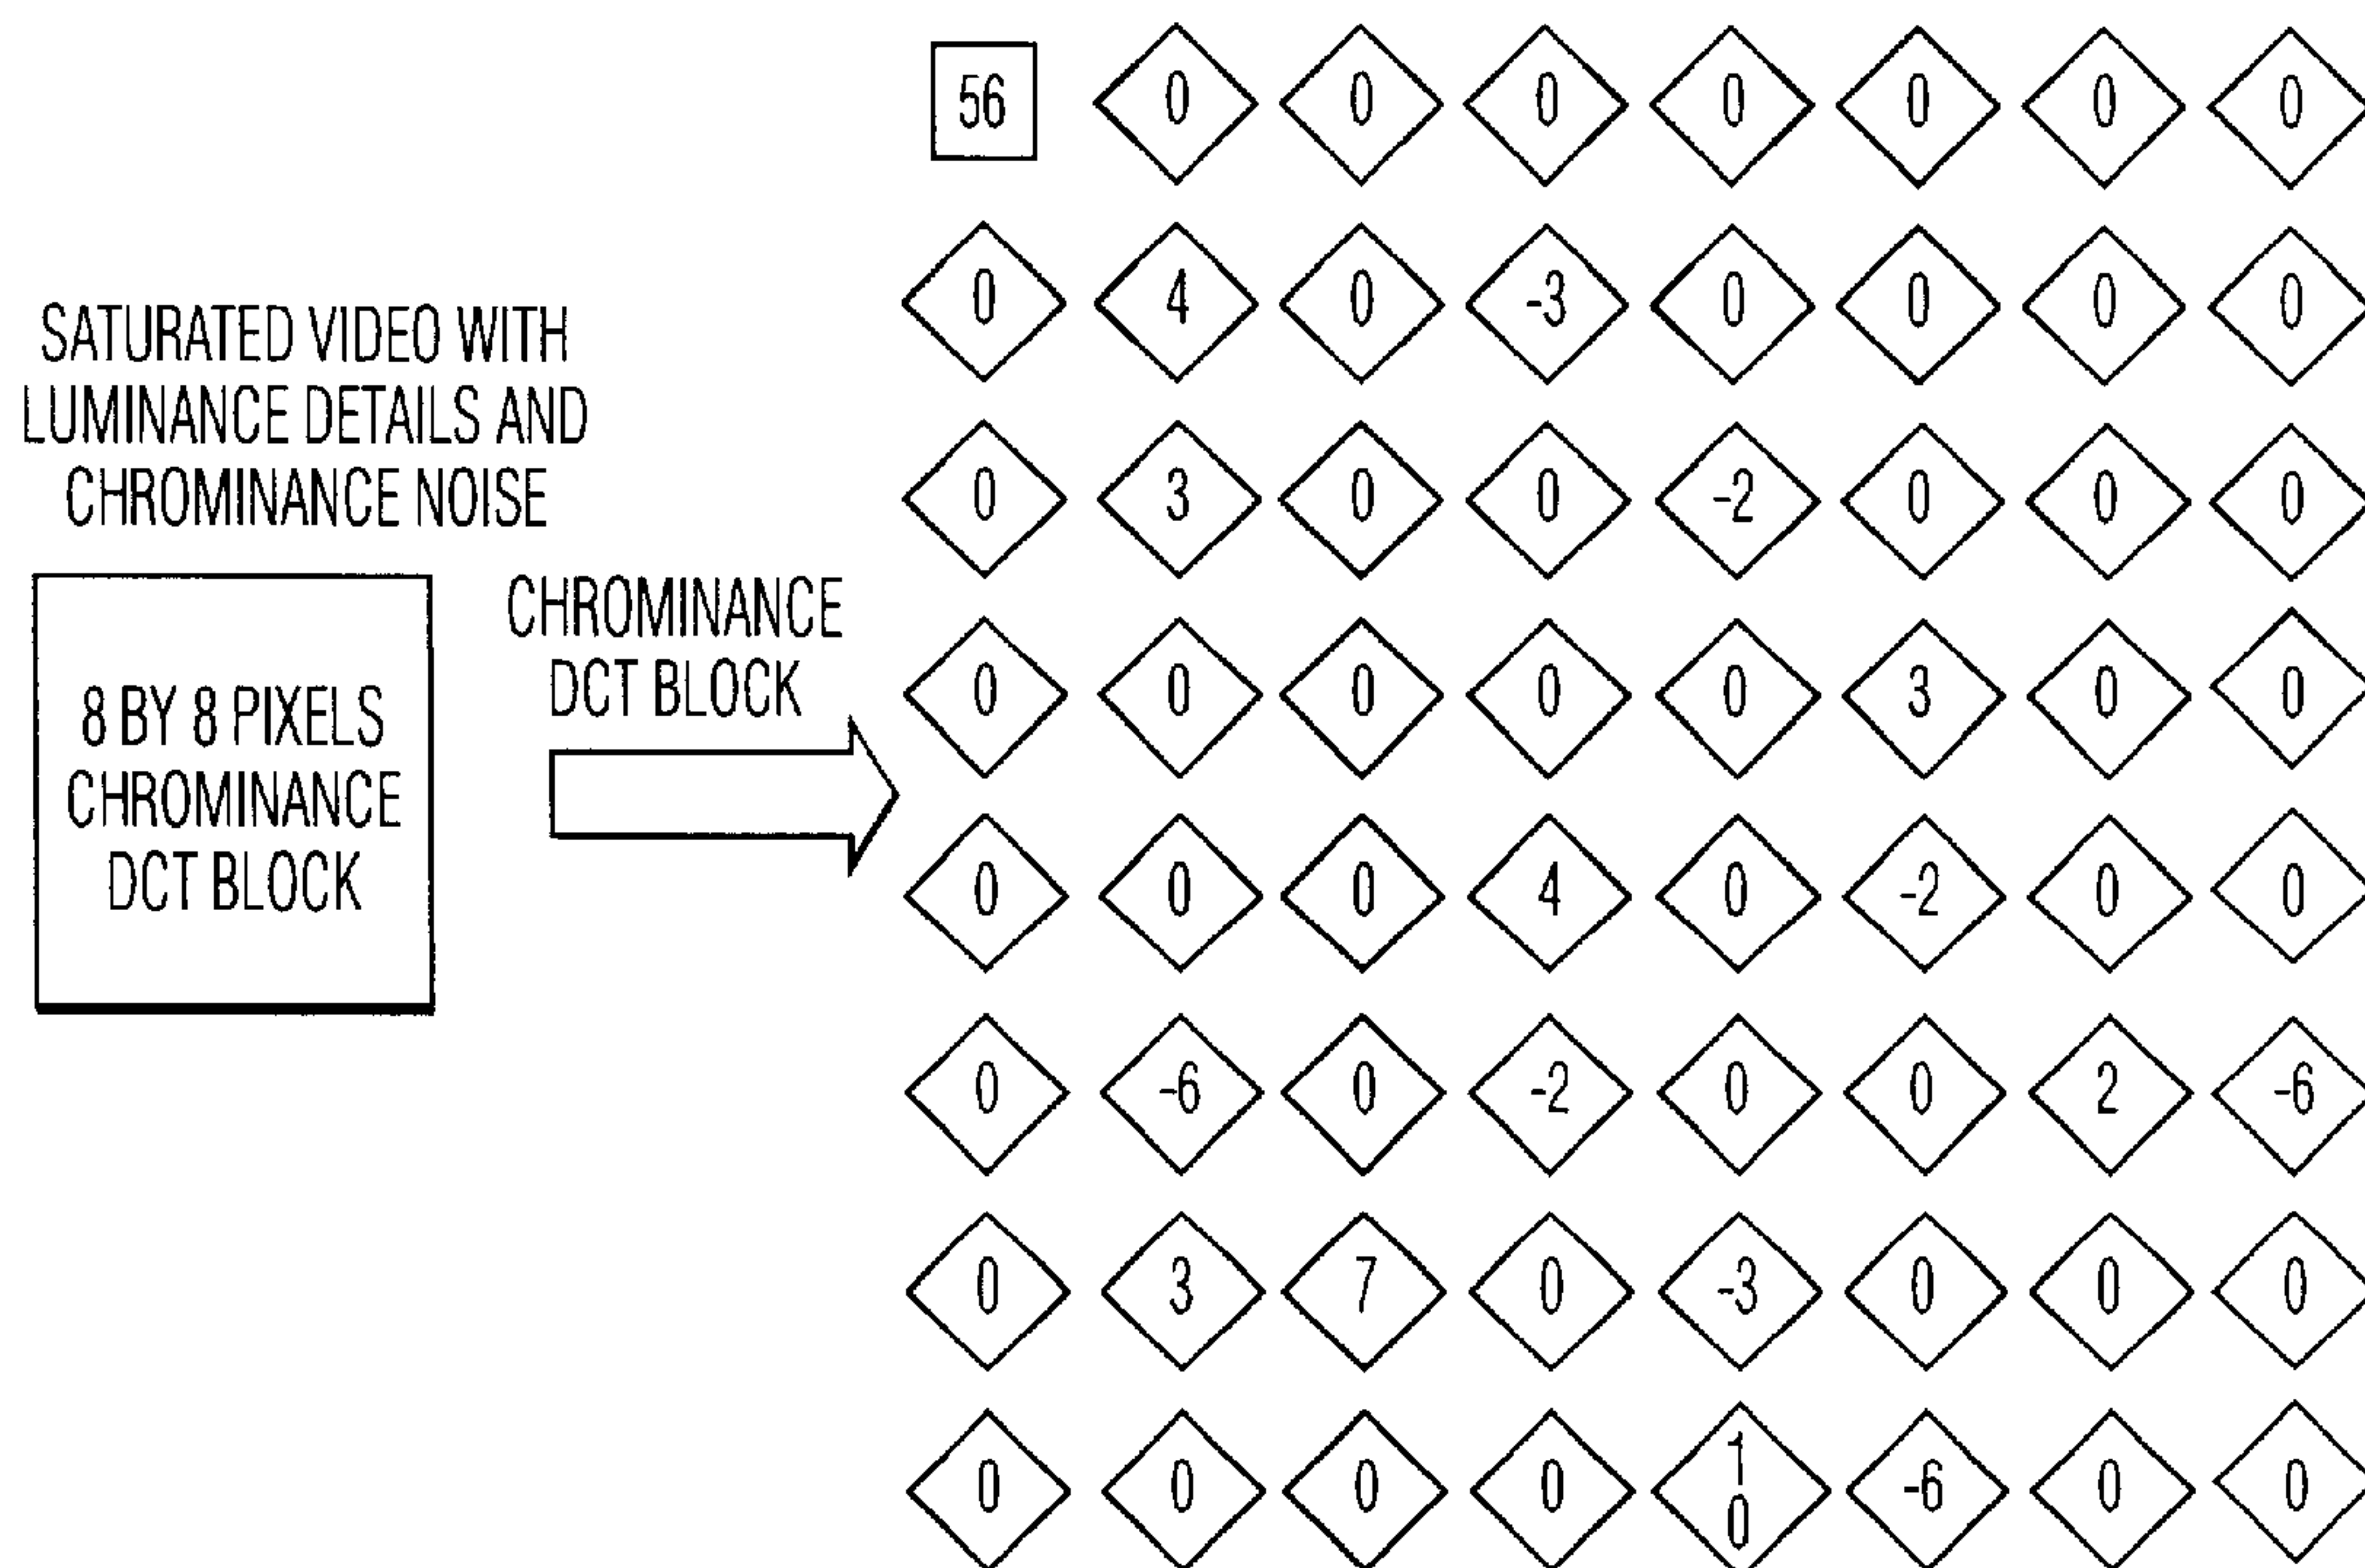 SATURATED VIDEO WITH
LUMINANCE DETAILS AND
CHROMINANCE NOISE
8 BY 8 PIXELS
CHROMINANCE
DCT BLOCK
CHROMINANCE
DCT BLOCK
56 0 0 0 0 0 0 0
0 4 0 -3 0 0 0 0
0 3 0 0 -2 0 0 0
0 0 0 0 0 3 0 0
0 0 0 4 0 -2 0 0
0 -6 0 -2 0 0 2 -6
0 3 7 0 -3 0 0 0
0 0 0 0 10 -6 0 0